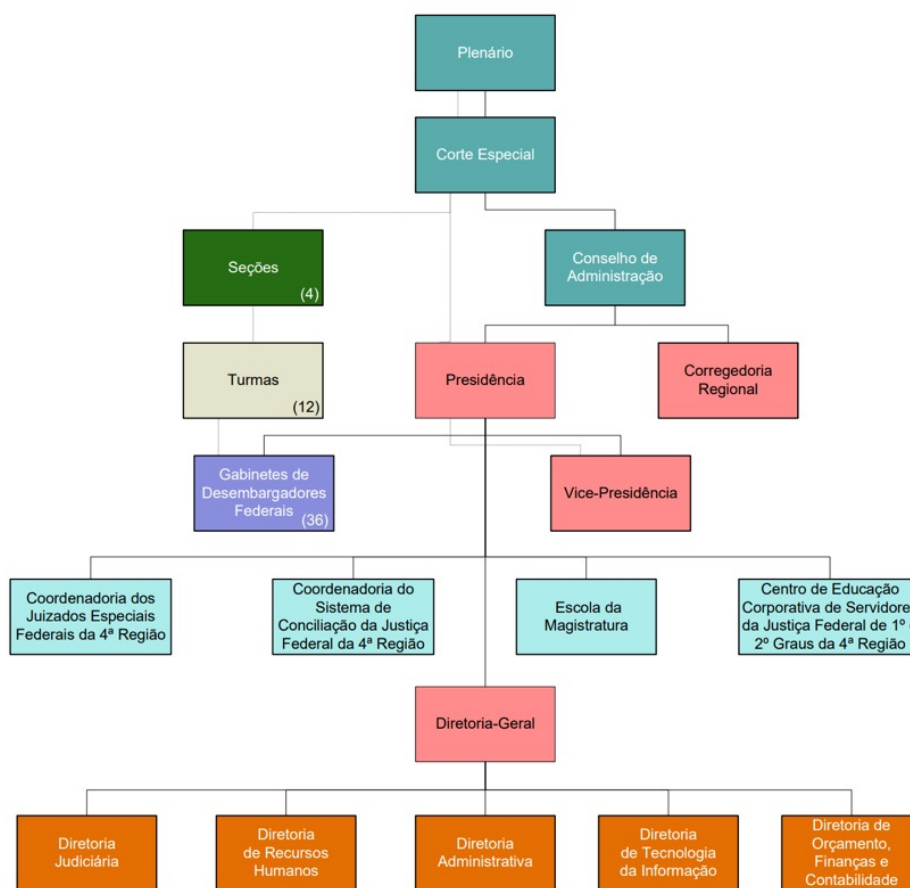 Plenário
Corte Especial
Seções
(4)
Conselho de
Administração
Turmas
(12)
Presidência
Corregedoria
Regional
Gabinetes de
Desembargadores
Federais
(36)
Vice-Presidência
Coordenadoria dos
Juizados Especiais
Federais da 4ª Região
Coordenadoria do
Sistema de
Conciliação da Justiça
Federal da 4ª Região
Escola da
Magistratura
Centro de Educação
Corporativa de Servidore
da Justiça Federal de 1º
2º Graus da 4ª Região
Diretoria-Geral
Diretoria
Judiciária
Diretoria
de Recursos
Humanos
Diretoria
Administrativa
Diretoria
de Tecnologia
da Informação
Diretoria de
Orçamento,
Finanças e
Contabilidade